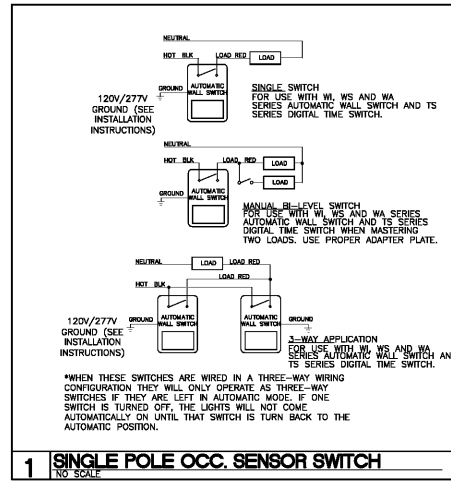 NEUTRAL
HOT BLK
LOAD RED
LOAD
GROUND
AUTOMATIC
WALL SWITCH
120V/277V
GROUND (SEE
INSTALLATION
INSTRUCTIONS)
SINGLE SWITCH
FOR USE WITH WI, WS AND WA
SERIES AUTOMATIC WALL SWITCH AND TS
SERIES DIGITAL TIME SWITCH.
NEUTRAL
HOT BLK
LOAD RED
LOAD
LOAD
GROUND
AUTOMATIC
WALL SWITCH
MANUAL BI-LEVEL SWITCH
FOR USE WITH WI, WS AND WA SERIES
AUTOMATIC WALL SWITCH AND TS SERIES
DIGITAL TIME SWITCH WHEN MASTERING
TWO LOADS. USE PROPER ADAPTER PLATE.
NEUTRAL
LOAD
LOAD RED
LOAD RED
HOT BLK
120V/277V
GROUND (SEE
INSTALLATION
INSTRUCTIONS)
GROUND
AUTOMATIC
WALL SWITCH
AUTOMATIC
WALL SWITCH
GROUND
3-WAY APPLICATION
FOR USE WITH WI, WS AND WA
SERIES AUTOMATIC WALL SWITCH AN
TS SERIES DIGITAL TIME SWITCH.
*WHEN THESE SWITCHES ARE WIRED IN A THREE-WAY WIRING
CONFIGURATION THEY WILL ONLY OPERATE AS THREE-WAY
SWITCHES IF THEY ARE LEFT IN AUTOMATIC MODE. IF ONE
SWITCH IS TURNED OFF, THE LIGHTS WILL NOT COME
AUTOMATICALLY ON UNTIL THAT SWITCH IS TURN BACK TO THE
AUTOMATIC POSITION.
1 SINGLE POLE OCC. SENSOR SWITCH
NO SCALE